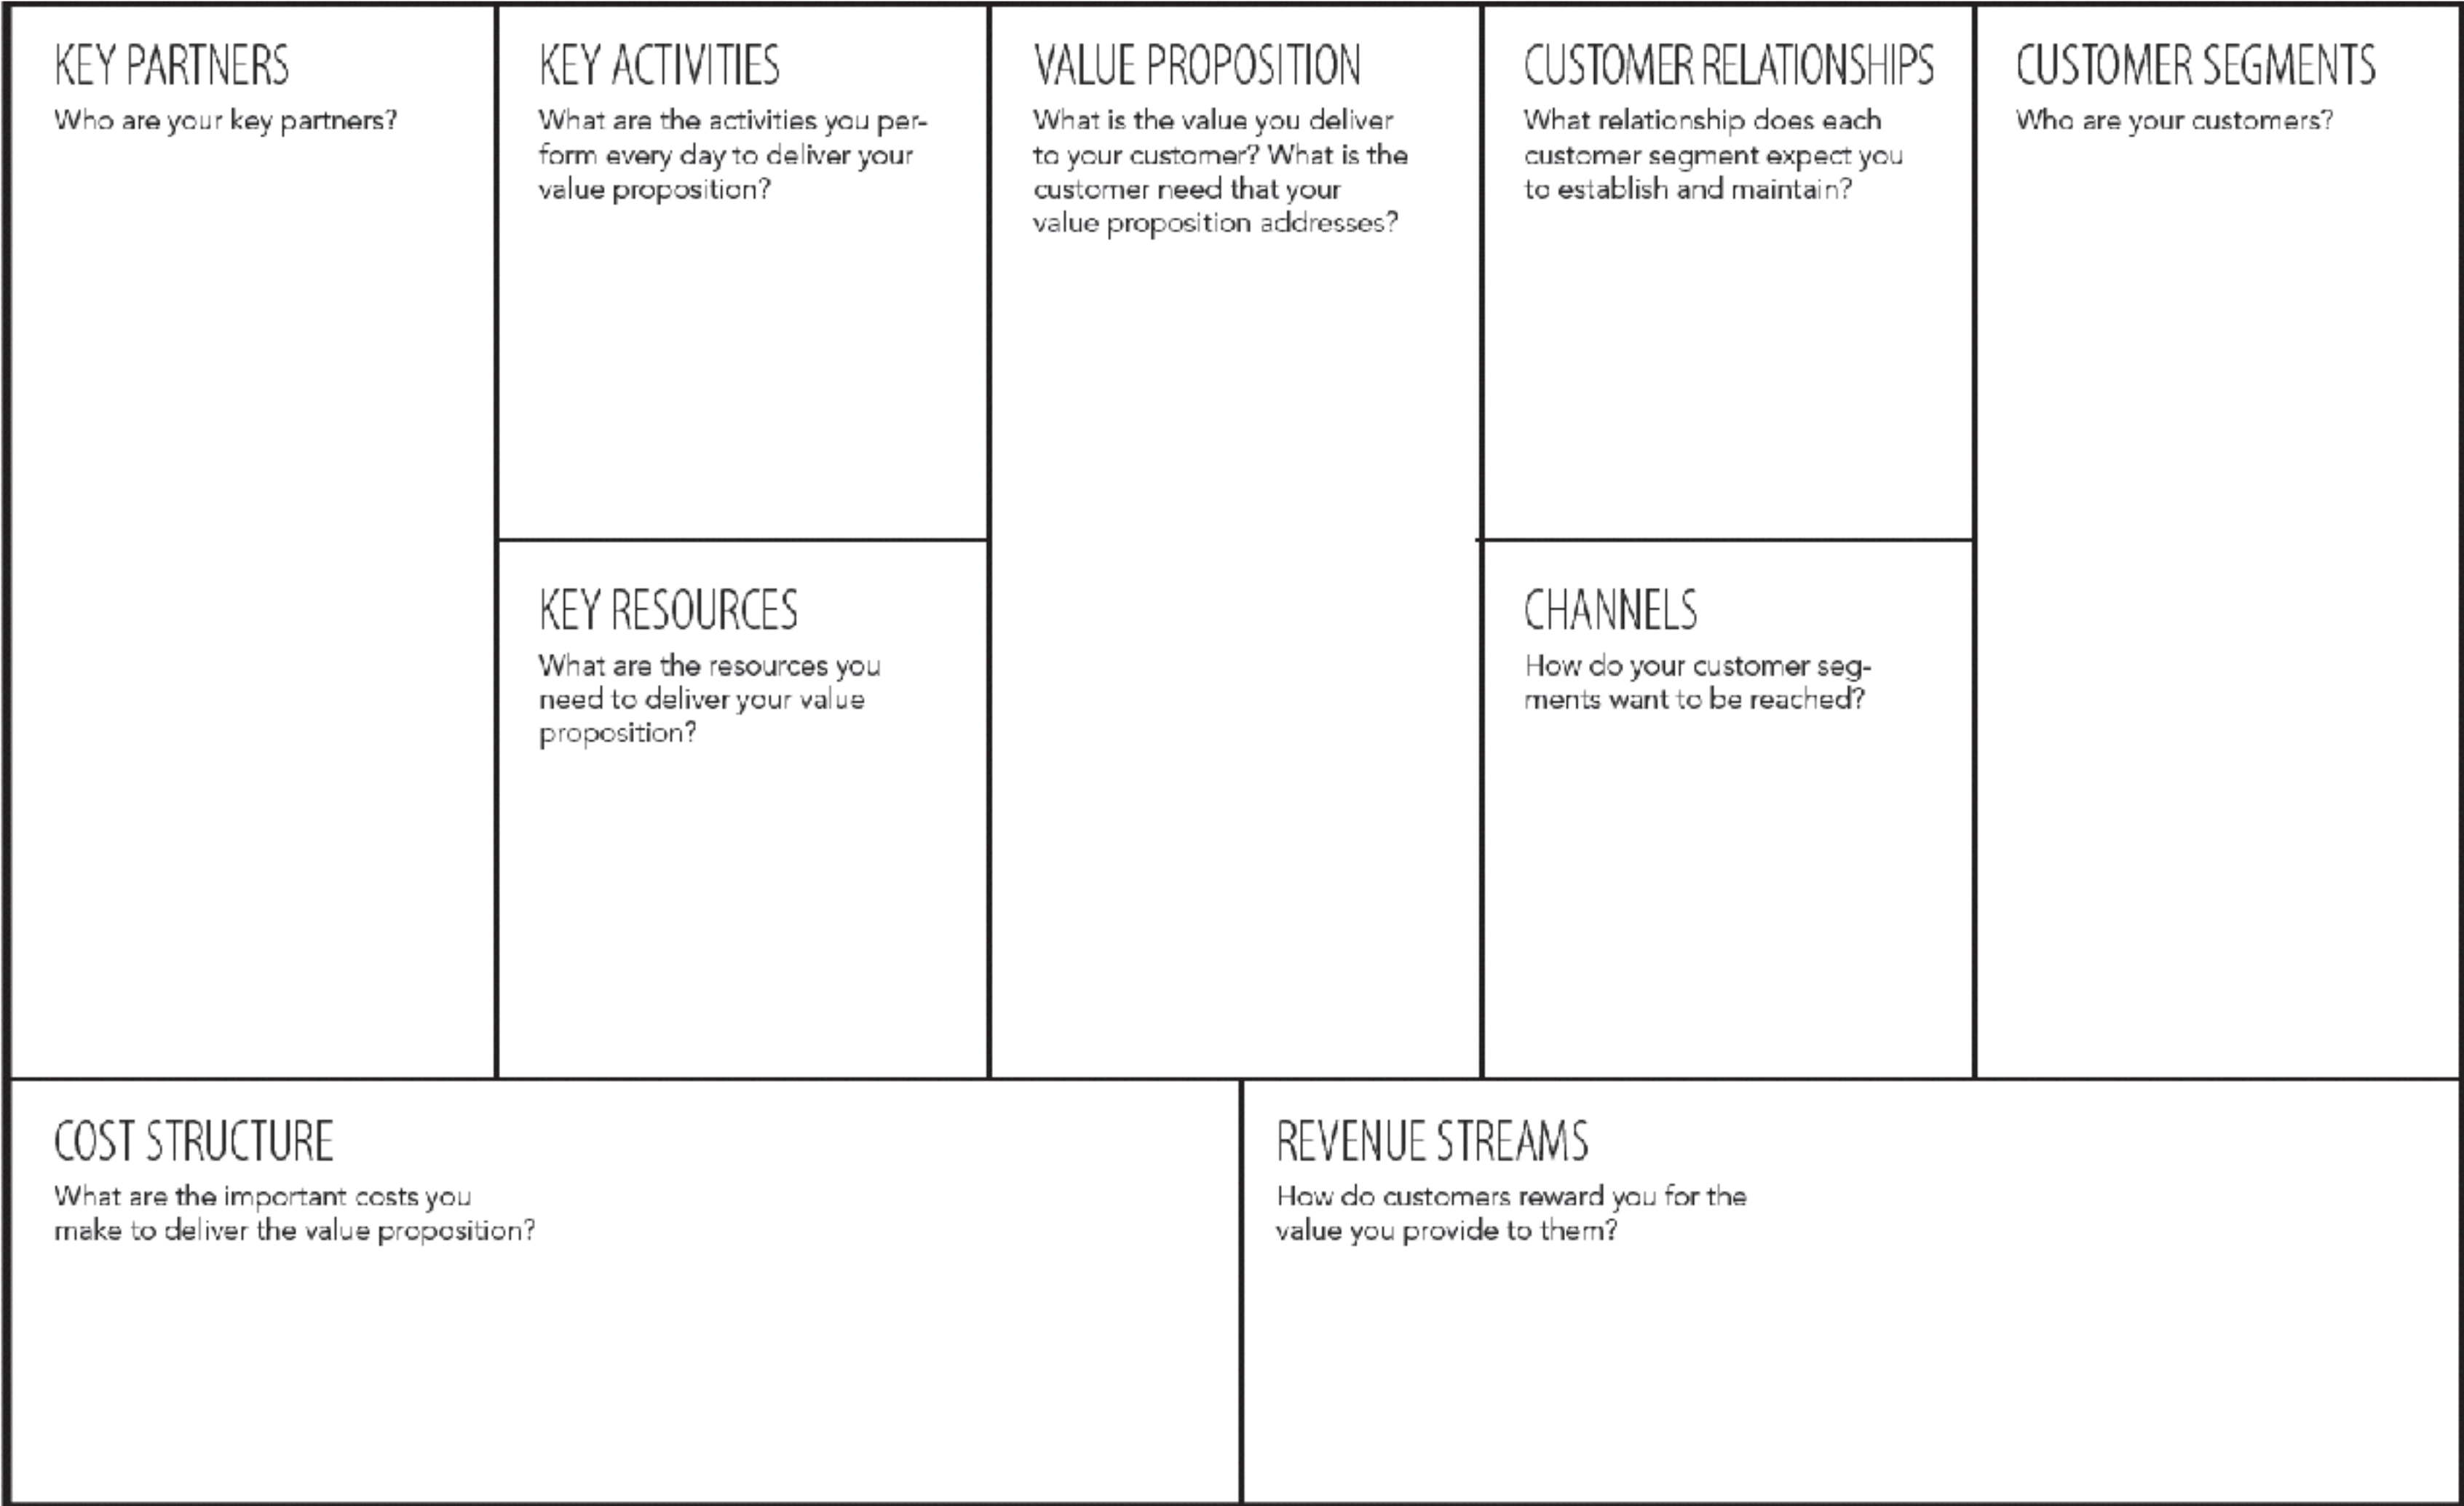 KEY PARTNERS
Who are your key partners?
KEY ACTIVITIES
What are the activities you per-
form every day to deliver your
value proposition?
KEY RESOURCES
What are the resources you
need to deliver your value
proposition?
VALUE PROPOSITION
What is the value you deliver
to your customer? What is the
customer need that your
value proposition addresses?
CUSTOMER RELATIONSHIPS
What relationship does each
customer segment expect you
to establish and maintain?
CHANNELS
How do your customer seg-
ments want to be reached?
CUSTOMER SEGMENTS
Who are your customers?
COST STRUCTURE
What are the important costs you
make to deliver the value proposition?
REVENUE STREAMS
How do customers reward you for the
value you provide to them?